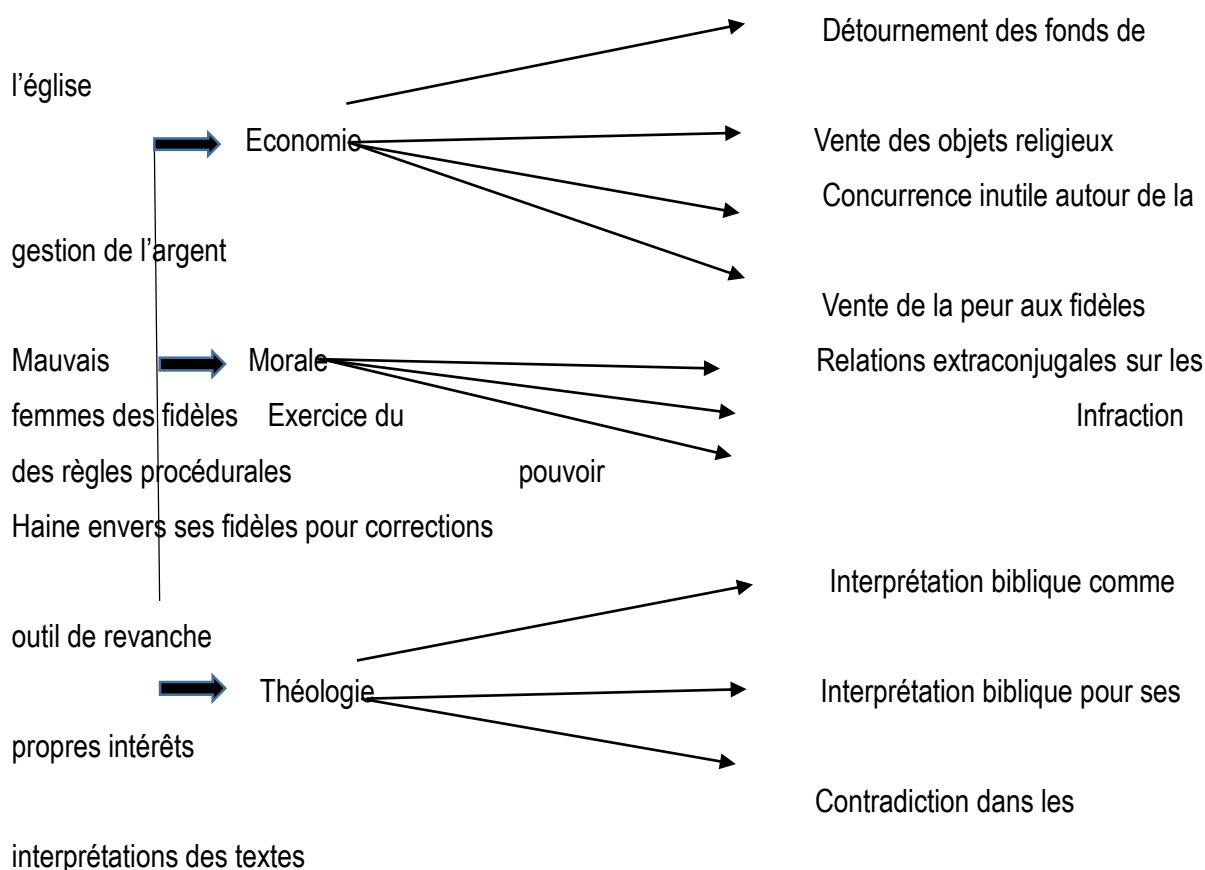 Détournement des fonds de
l’église
Economie Vente des objets religieux
Concurrence inutile autour de la
gestion de l’argent
Vente de la peur aux fidèles
Mauvais Morale Relations extraconjugales sur les
femmes des fidèles Exercice du Infraction
des règles procédurales pouvoir
Haine envers ses fidèles pour corrections
Interprétation biblique comme
outil de revanche
Théologie Interprétation biblique pour ses
propres intérêts
Contradiction dans les
interprétations des textes